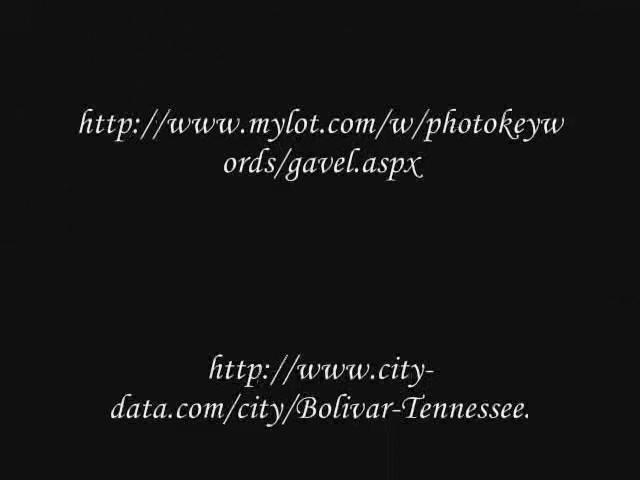 http://www.mylot.com/w/photokeyw
ords/gavel.aspx
http://www.city-
data.com/city/Bolivar-Tennessee.